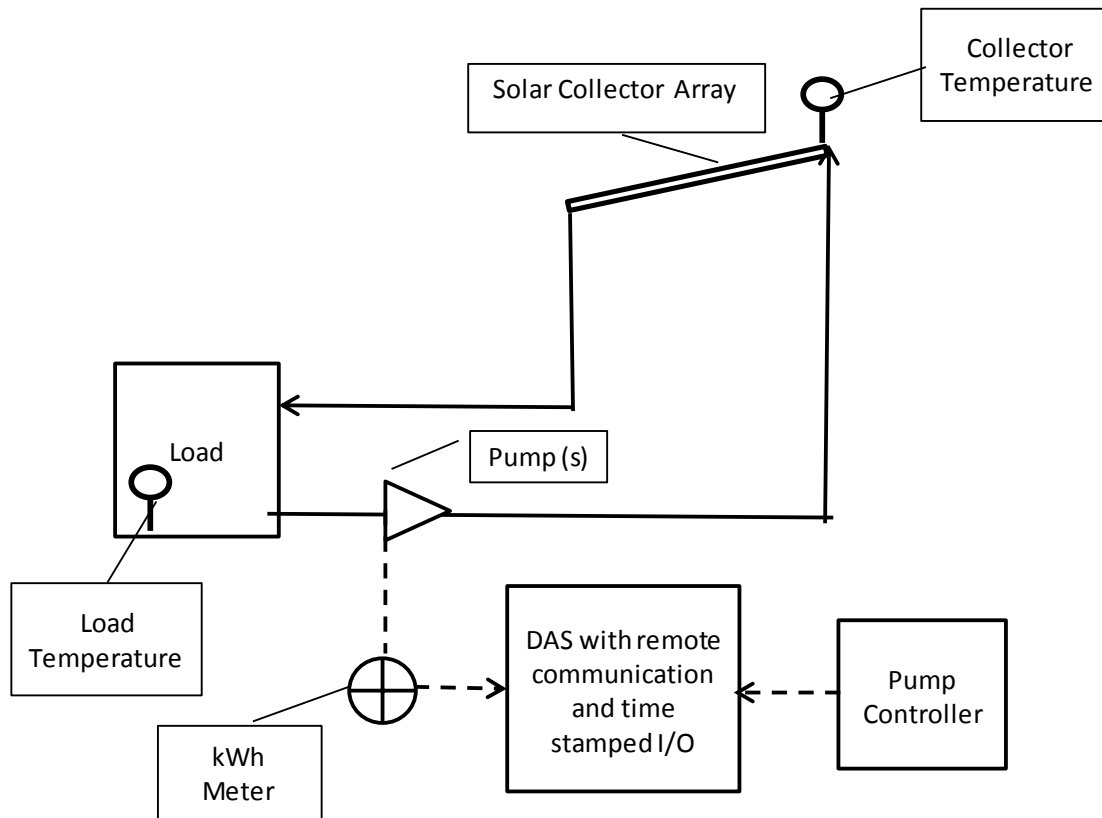 Collector
Temperature
Solar Collector Array
Load
Pump (s)
Load
Temperature
DAS with remote
communication
and time
stamped I/O
Pump
Controller
kWh
Meter